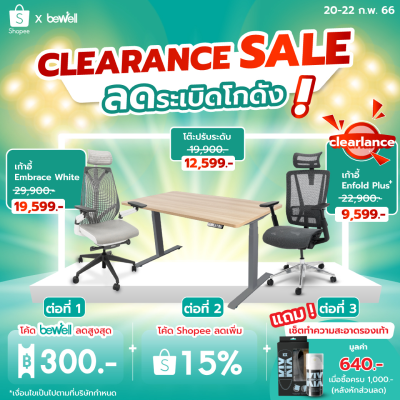 Shopee x bewell
20-22 ก.พ. 66
CLEARANCE SALE
ลดระเบิดโกดัง!
clearlance
เก้าอี้
Embrace White
29,900.-
19,599.-
โต๊ะปรับระดับ
19,900.-
12,599.-
เก้าอี้
Enfold Plus+
22,900.-
9,599.-
ต่อที่ 1
โค้ด bewell ลดสูงสุด
฿300.-
ต่อที่ 2
โค้ด Shopee ลดเพิ่ม
15%
แถม! ต่อที่ 3
เซ็ตทำความสะอาดรองเท้า
มูลค่า
640.-
เมื่อซื้อครบ 1,000.-
(หลังหักส่วนลด)
VIVIX
*เงื่อนไขเป็นไปตามที่บริษัทกำหนด